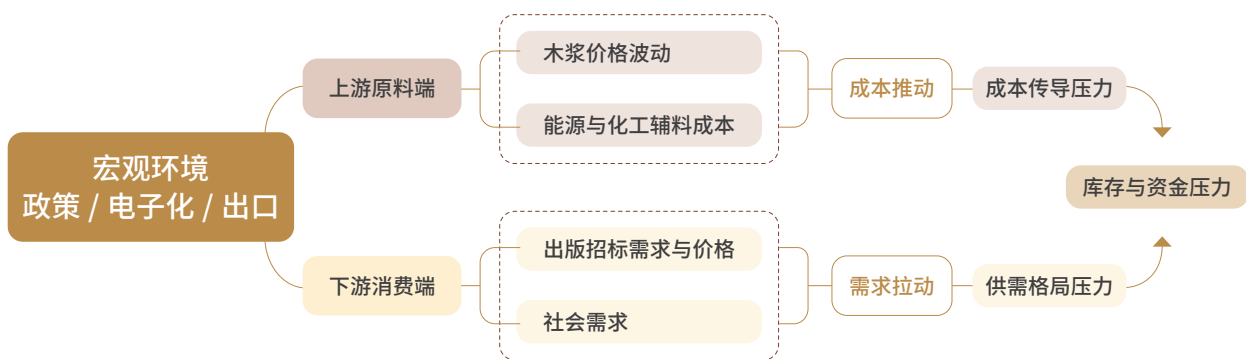 宏观环境
政策 / 电子化 / 出口
上游原料端
木浆价格波动
能源与化工辅料成本
成本推动
成本传导压力
库存与资金压力
下游消费端
出版招标需求与价格
社会需求
需求拉动
供需格局压力